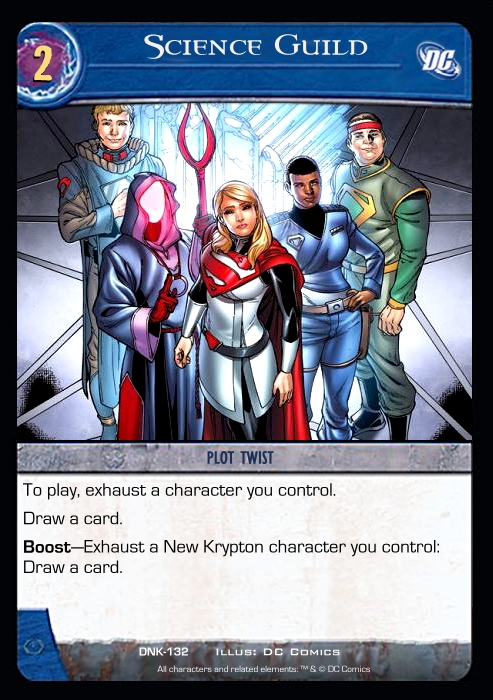 2
Science Guild
DC
PLOT TWIST
To play, exhaust a character you control.
Draw a card.
Boost—Exhaust a New Krypton character you control:
Draw a card.
DNK-132 Illus: DC Comics
All characters and related elements: ™ & © DC Comics